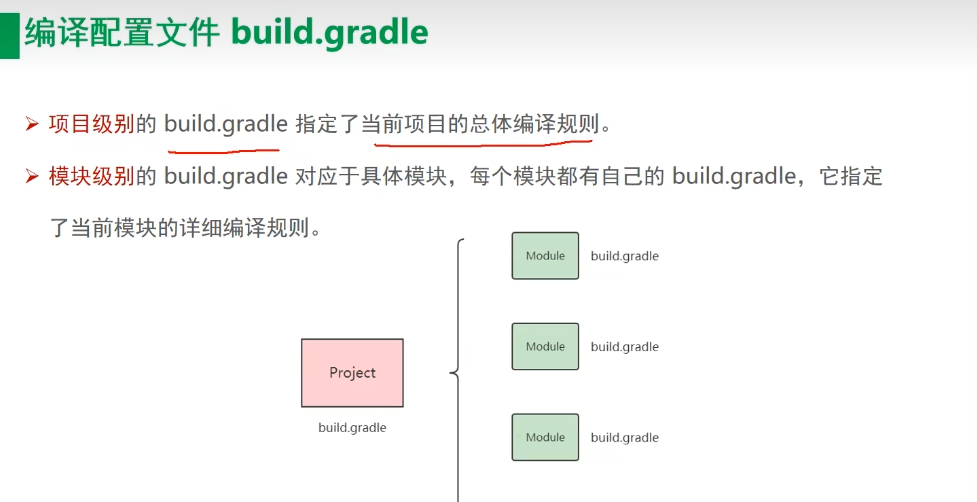 编译配置文件 build.gradle
项目级别的 build.gradle 指定了当前项目的总体编译规则。
模块级别的 build.gradle 对应于具体模块，每个模块都有自己的 build.gradle，它指定
了当前模块的详细编译规则。
Module build.gradle
Module build.gradle
Project
build.gradle
Module build.gradle